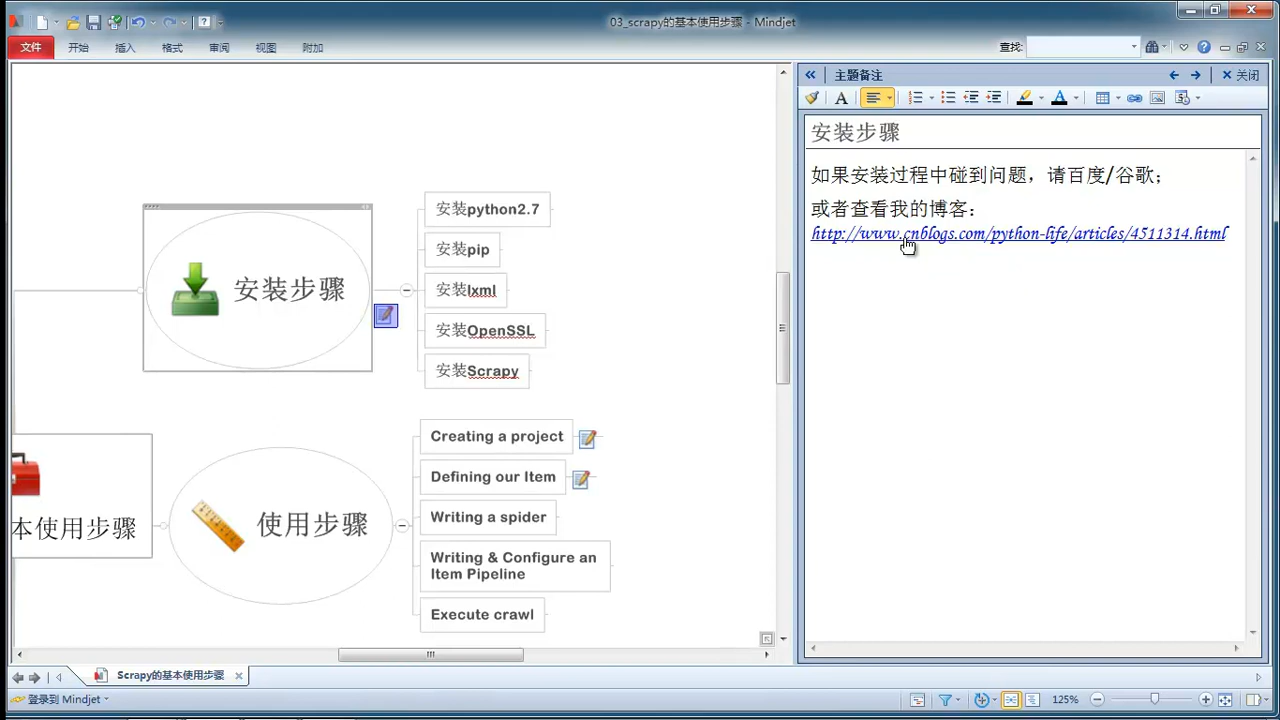 03_scrapy的基本使用步骤 - Mindjet
文件 开始 插入 格式 审阅 视图 附加 查找:
主题备注 关闭
安装步骤
如果安装过程中碰到问题，请百度/谷歌；
或者查看我的博客：
http://www.cnblogs.com/python-life/articles/4511314.html
安装步骤
安装python2.7
安装pip
安装lxml
安装OpenSSL
安装Scrapy
本使用步骤
使用步骤
Creating a project
Defining our Item
Writing a spider
Writing & Configure an
Item Pipeline
Execute crawl
Scrapy的基本使用步骤
登录到 Mindjet
125%